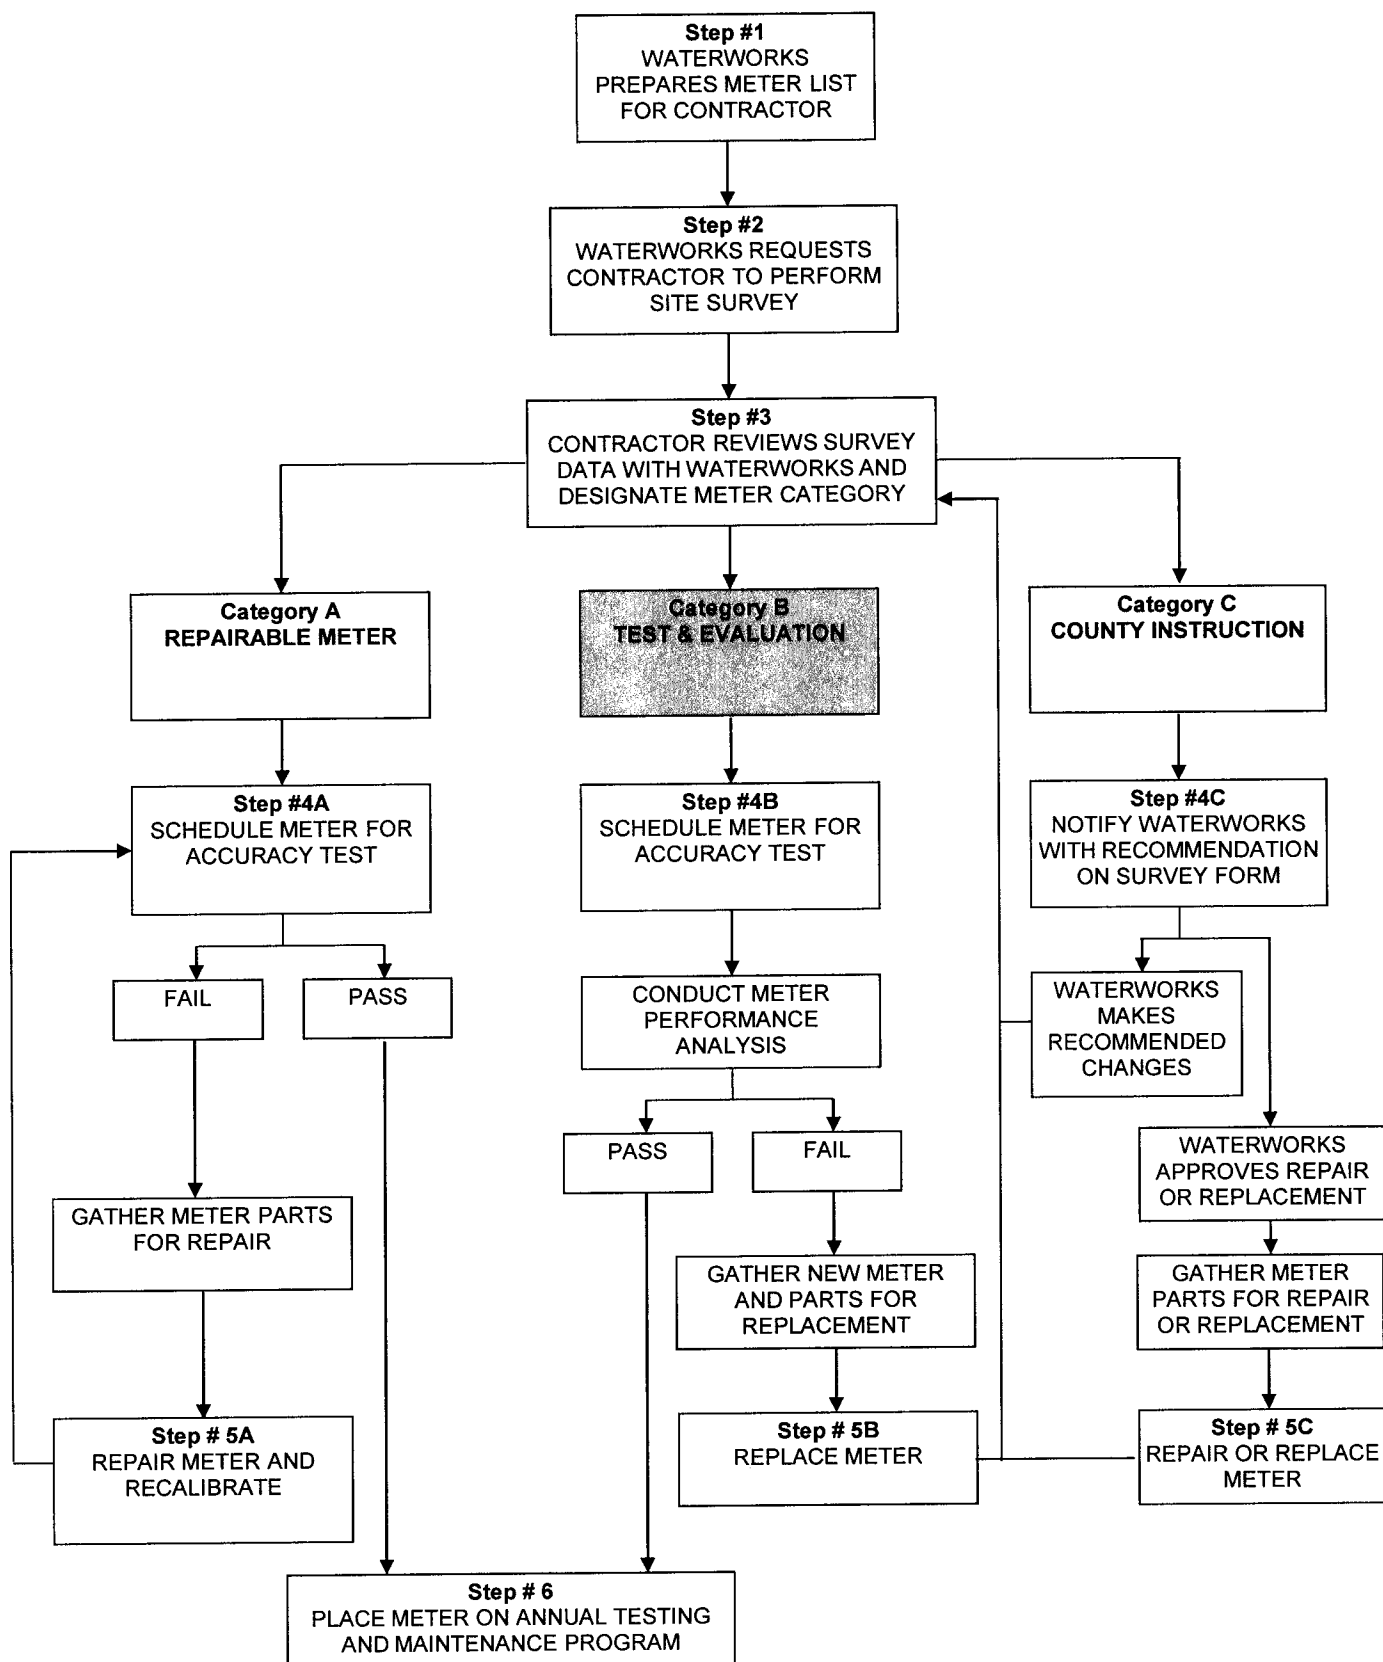 Step #1
WATERWORKS
PREPARES METER LIST
FOR CONTRACTOR
Step #2
WATERWORKS REQUESTS
CONTRACTOR TO PERFORM
SITE SURVEY
Step #3
CONTRACTOR REVIEWS SURVEY
DATA WITH WATERWORKS AND
DESIGNATE METER CATEGORY
Category A
REPAIRABLE METER
Category B
TEST & EVALUATION
Category C
COUNTY INSTRUCTION
Step #4A
SCHEDULE METER FOR
ACCURACY TEST
Step #4B
SCHEDULE METER FOR
ACCURACY TEST
Step #4C
NOTIFY WATERWORKS
WITH RECOMMENDATION
ON SURVEY FORM
FAIL
PASS
CONDUCT METER
PERFORMANCE
ANALYSIS
WATERWORKS
MAKES
RECOMMENDED
CHANGES
PASS
FAIL
WATERWORKS
APPROVES REPAIR
OR REPLACEMENT
GATHER METER PARTS
FOR REPAIR
GATHER NEW METER
AND PARTS FOR
REPLACEMENT
GATHER METER
PARTS FOR REPAIR
OR REPLACEMENT
Step # 5A
REPAIR METER AND
RECALIBRATE
Step # 5B
REPLACE METER
Step # 5C
REPAIR OR REPLACE
METER
Step # 6
PLACE METER ON ANNUAL TESTING
AND MAINTENANCE PROGRAM